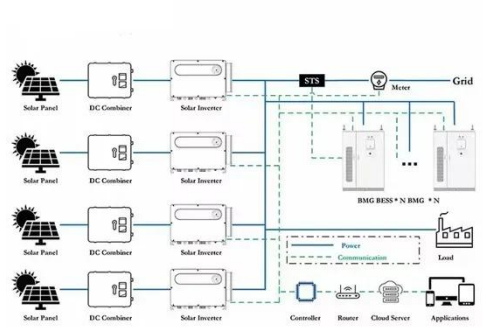 STS
Meter
Grid
Solar Panel
DC Combiner
Solar Inverter
Solar Panel
DC Combiner
Solar Inverter
BMG BESS * N BMG * N
Solar Panel
DC Combiner
Solar Inverter
Power
Communication
Load
Solar Panel
DC Combiner
Solar Inverter
Controller
Router
Cloud Server
Applications